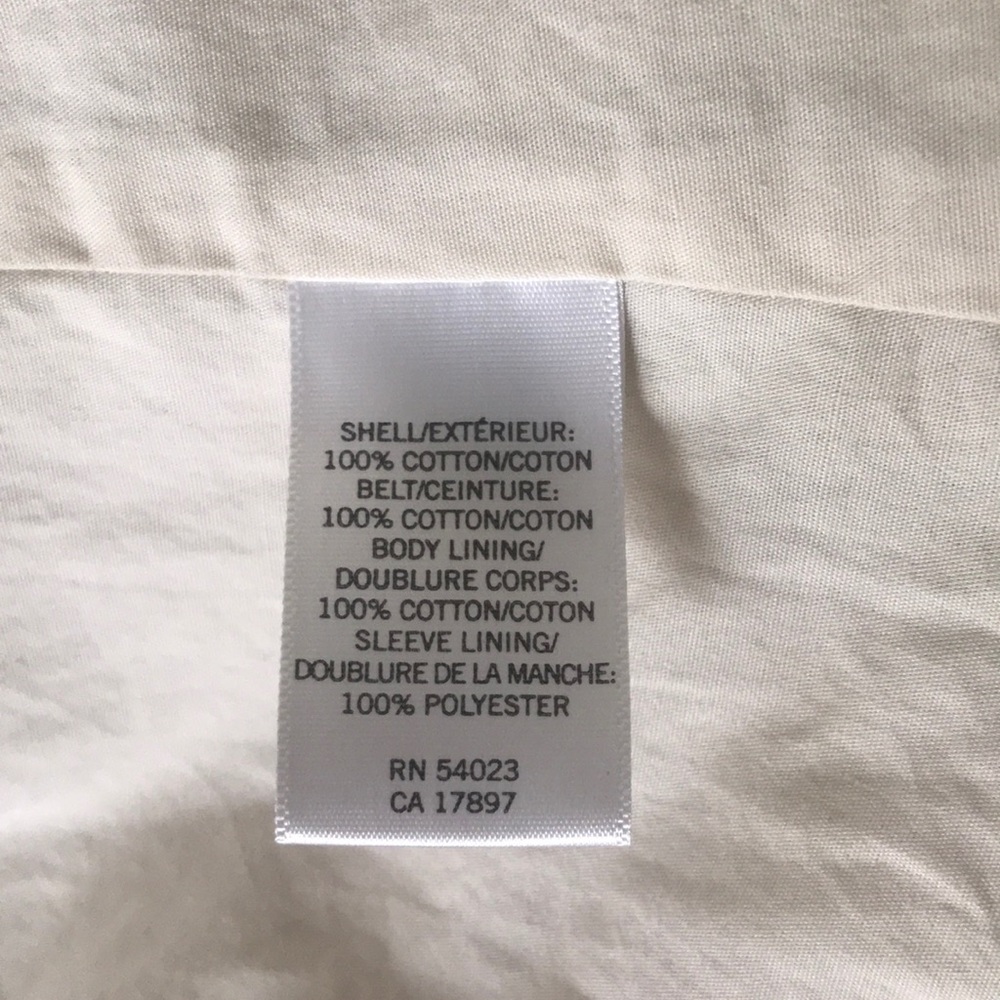 SHELL/EXTÉRIEUR:
100% COTTON/COTON
BELT/CEINTURE:
100% COTTON/COTON
BODY LINING/
DOUBLURE CORPS:
100% COTTON/COTON
SLEEVE LINING/
DOUBLURE DE LA MANCHE:
100% POLYESTER
RN 54023
CA 17897